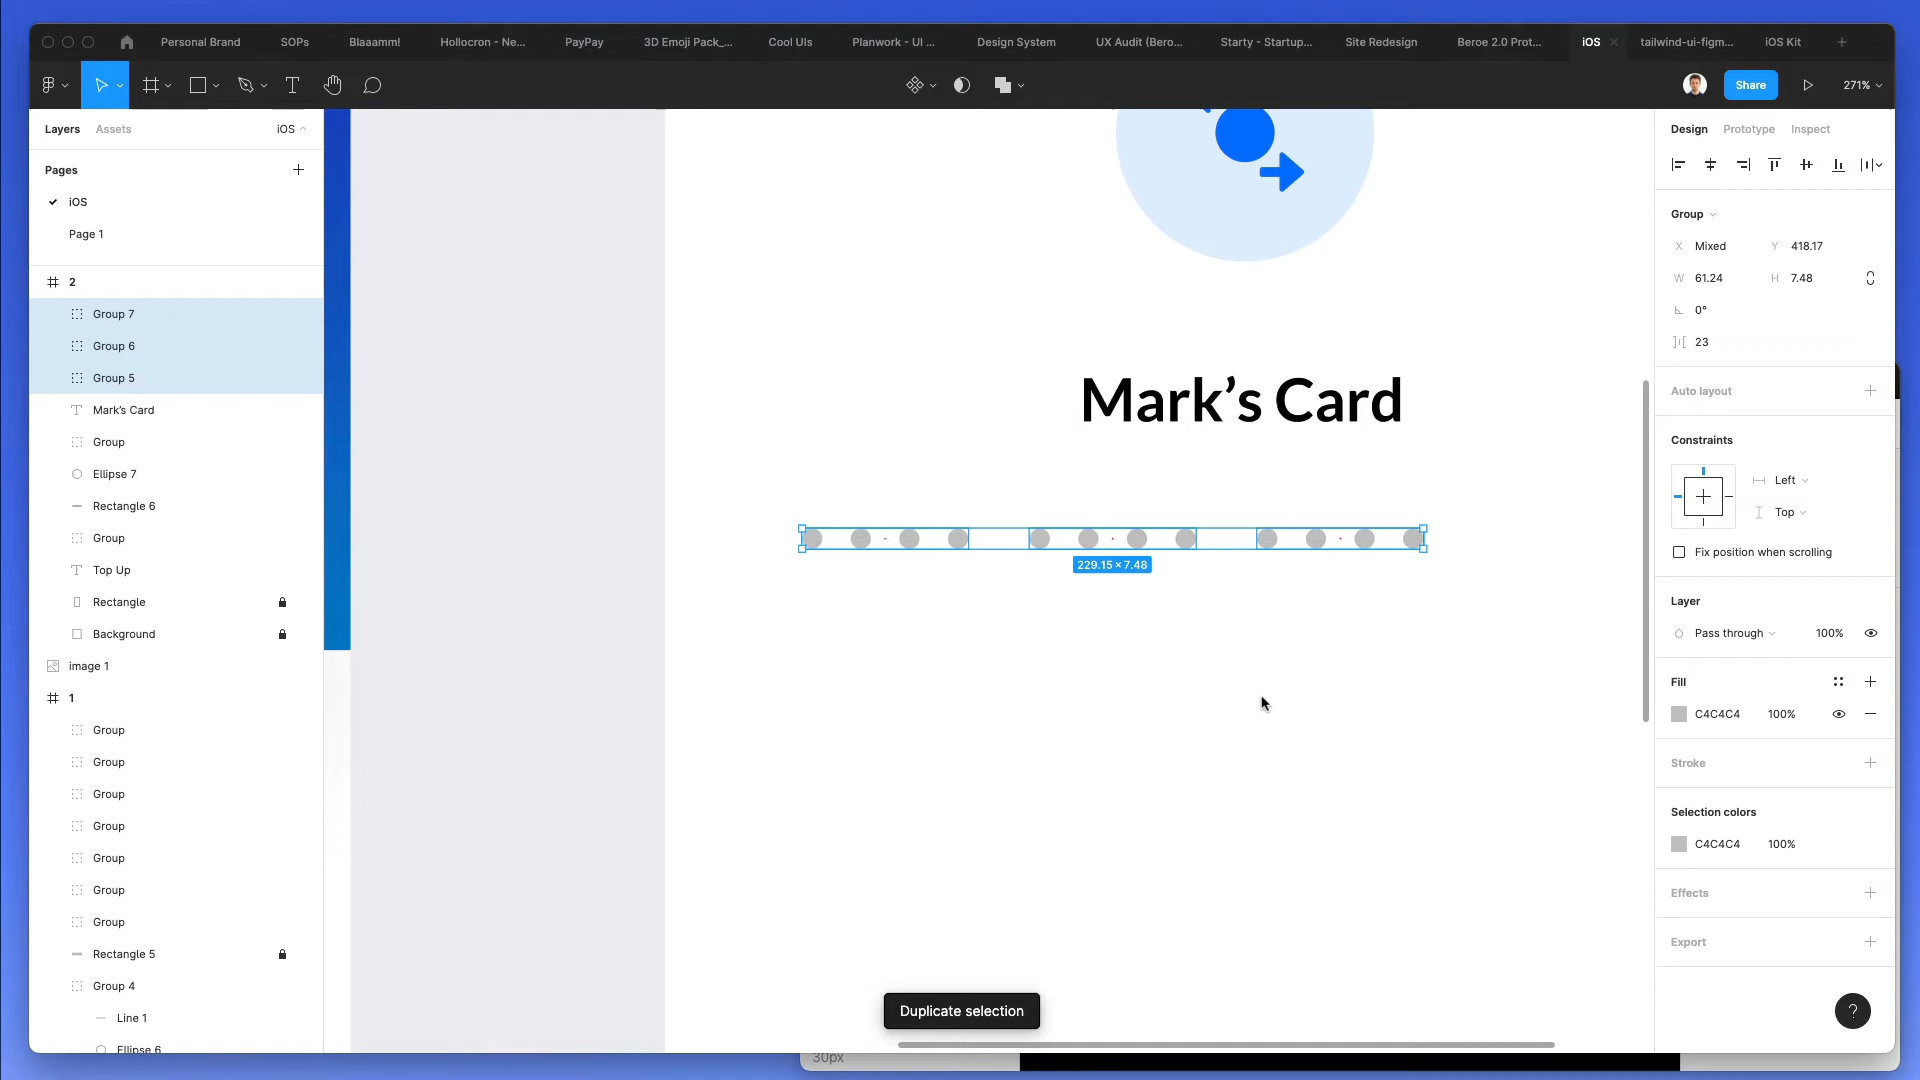 Personal Brand
SOPs
Blaaamm!
Hollocron - Ne...
PayPay
3D Emoji Pack_...
Cool UIs
Planwork - UI ...
Design System
UX Audit (Bero...
Starty - Startup...
Site Redesign
Beroe 2.0 Prot...
iOS
tailwind-ui-figm...
iOS Kit
Share
271%
Layers
Assets
iOS
Pages
iOS
Page 1
2
Group 7
Group 6
Group 5
Mark’s Card
Group
Ellipse 7
Rectangle 6
Group
Top Up
Rectangle
Background
image 1
1
Group
Group
Group
Group
Group
Group
Group
Rectangle 5
Group 4
Line 1
Ellipse 6
Mark’s Card
229.15 × 7.48
Duplicate selection
30px
Design
Prototype
Inspect
Group
X Mixed
Y 418.17
W 61.24
H 7.48
0°
23
Auto layout
Constraints
Left
Top
Fix position when scrolling
Layer
Pass through
100%
Fill
C4C4C4
100%
Stroke
Selection colors
C4C4C4
100%
Effects
Export
?